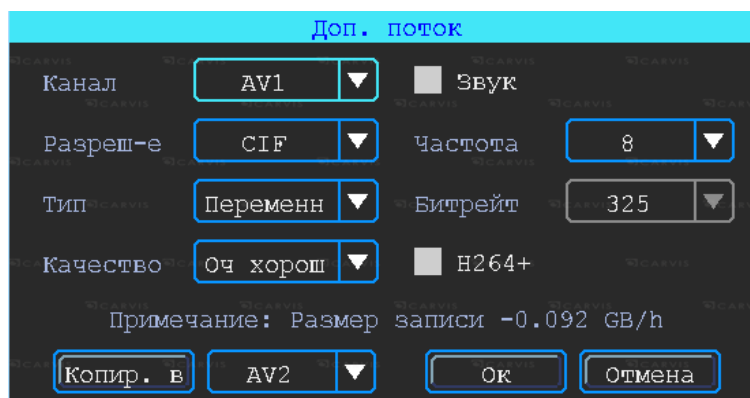 Доп. поток
Канал AV1 Звук
Разреш-е CIF Частота 8
Тип Переменн Битрейт 325
Качество Оч хорош H264+
Примечание: Размер записи -0.092 GB/h
Копир. в AV2 Ок Отмена